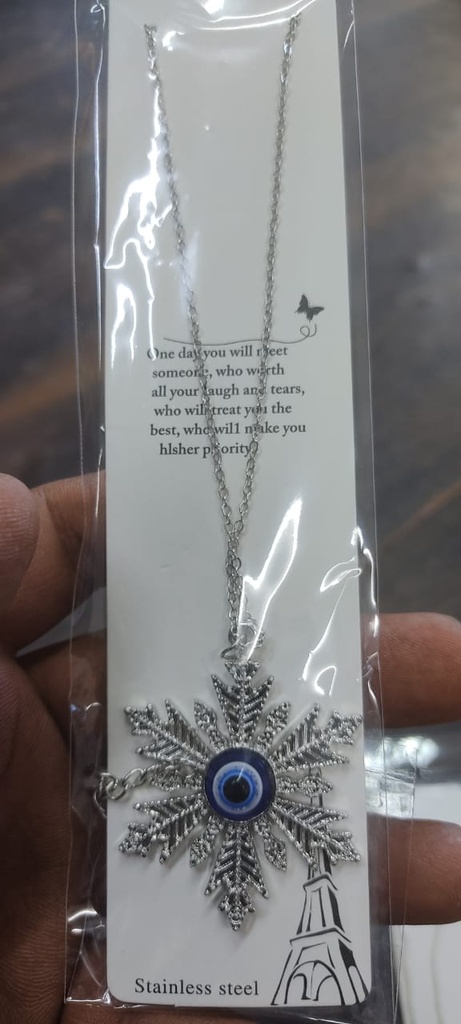 One day you will meet
someone, who worth
all your laugh and tears,
who will treat you the
best, who wil1 make you
hlsher priority
Stainless steel